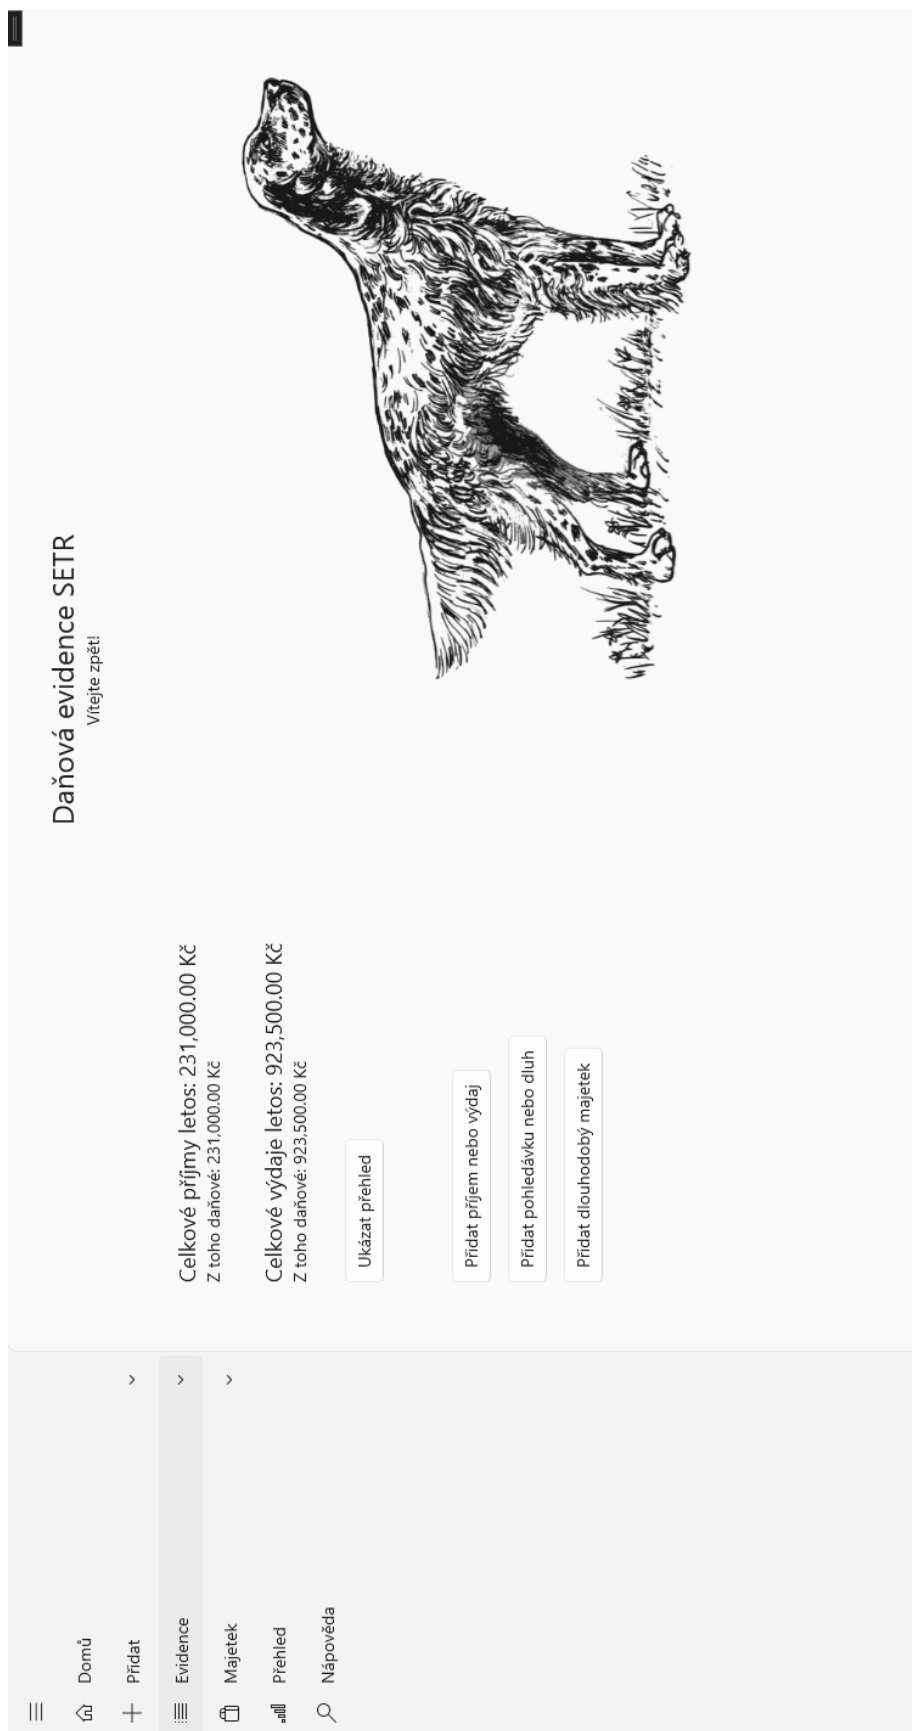 Domů
Přidat
Evidence
Majetek
Přehled
Nápověda
Daňová evidence SETR
Vítejte zpět!
Celkové příjmy letos: 231,000.00 Kč
Z toho daňové: 231,000.00 Kč
Celkové výdaje letos: 923,500.00 Kč
Z toho daňové: 923,500.00 Kč
Ukázat přehled
Přidat příjem nebo výdaj
Přidat pohledávku nebo dluh
Přidat dlouhodobý majetek